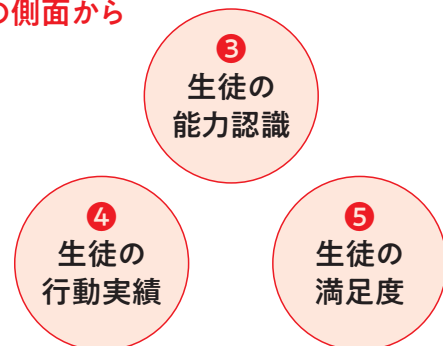 の側面から
❸
生徒の
能力認識
❹
生徒の
行動実績
❺
生徒の
満足度